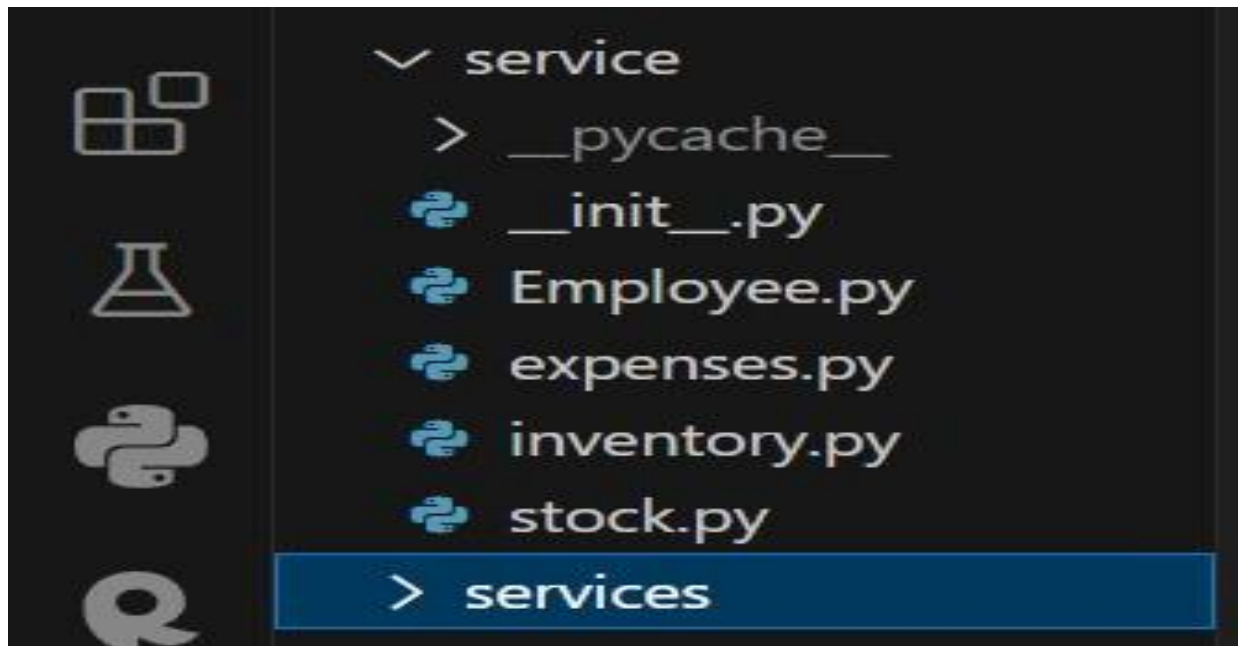 service
__pycache__
__init__.py
Employee.py
expenses.py
inventory.py
stock.py
services